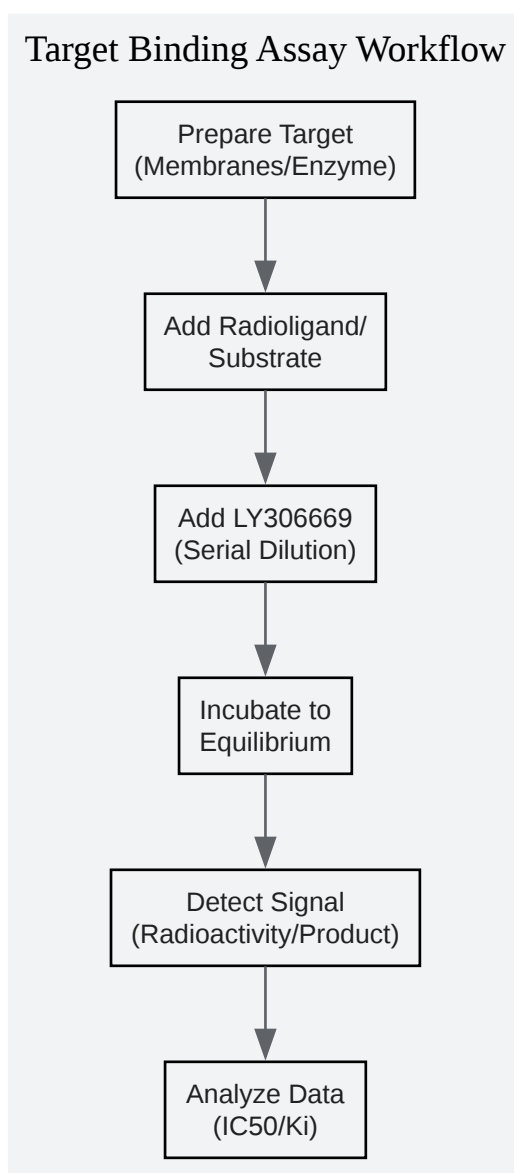 Target Binding Assay Workflow
Prepare Target
(Membranes/Enzyme)
Add Radioligand/
Substrate
Add LY306669
(Serial Dilution)
Incubate to
Equilibrium
Detect Signal
(Radioactivity/Product)
Analyze Data
(IC50/Ki)